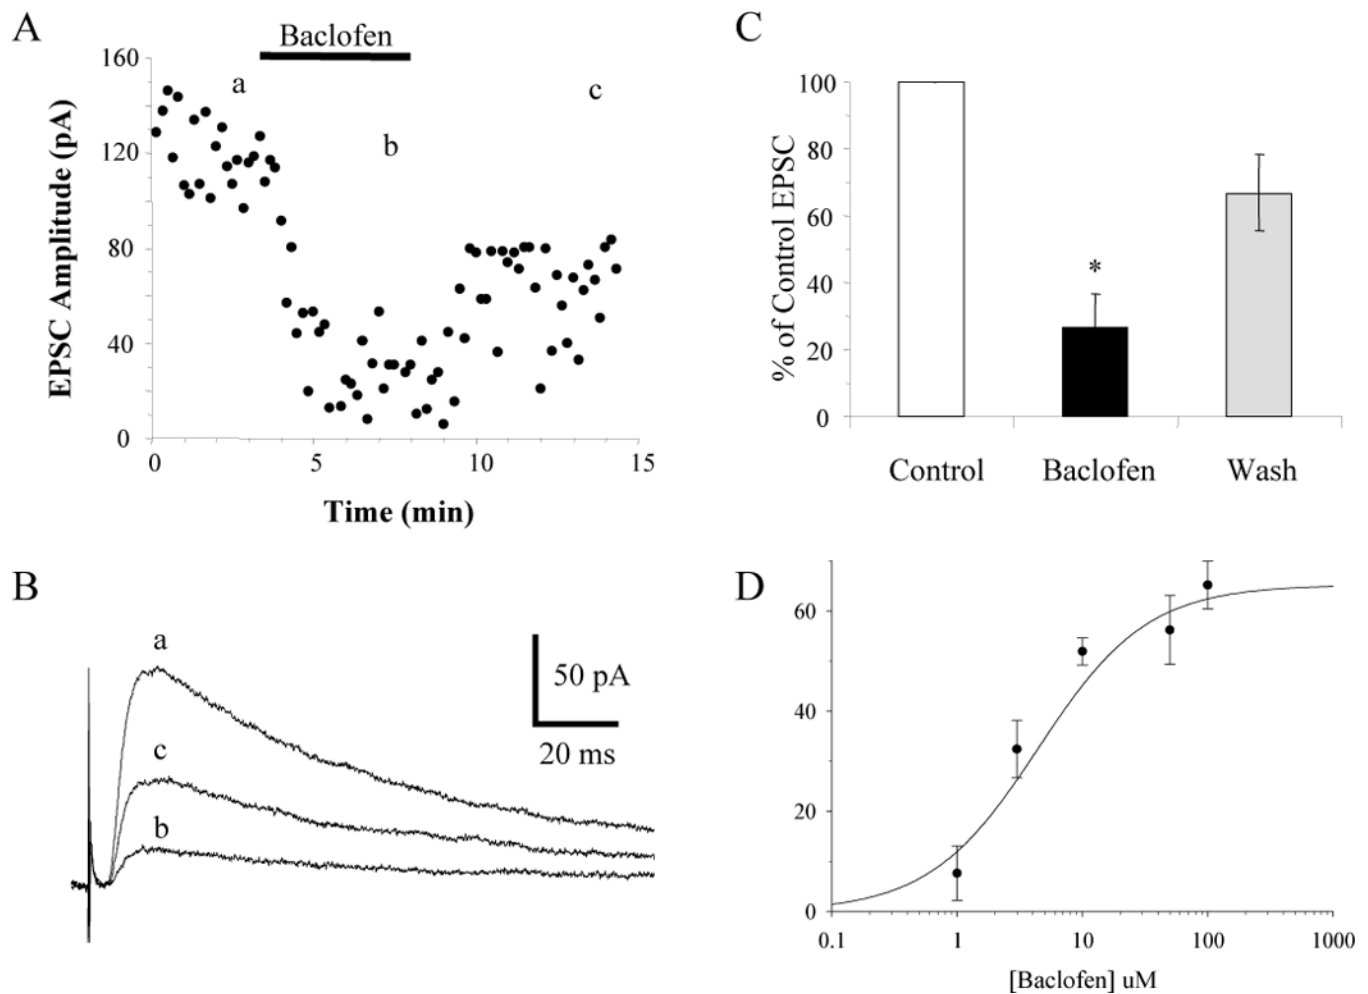 A
Baclofen
160
120
80
40
0
EPSC Amplitude (pA)
a
b
c
0 5 10 15
Time (min)
C
100
80
60
40
20
0
% of Control EPSC
*
Control Baclofen Wash
B
a
c
b
50 pA
20 ms
D
60
40
20
0
0.1 1 10 100 1000
[Baclofen] uM